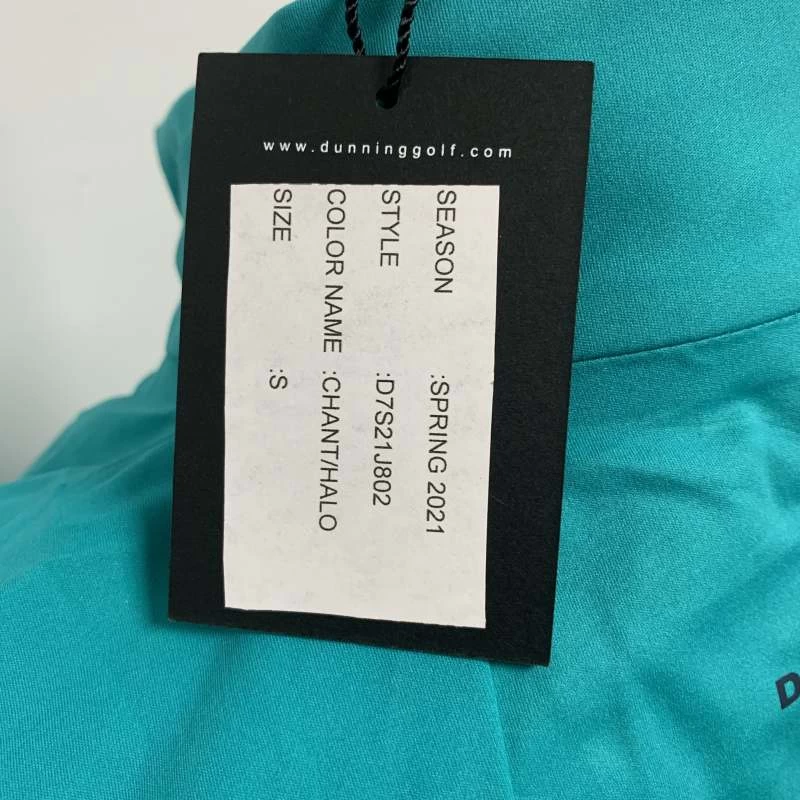 www.dunninggolf.com
SEASON :SPRING 2021
STYLE :D7S21J802
COLOR NAME :CHANT/HALO
SIZE :S
D